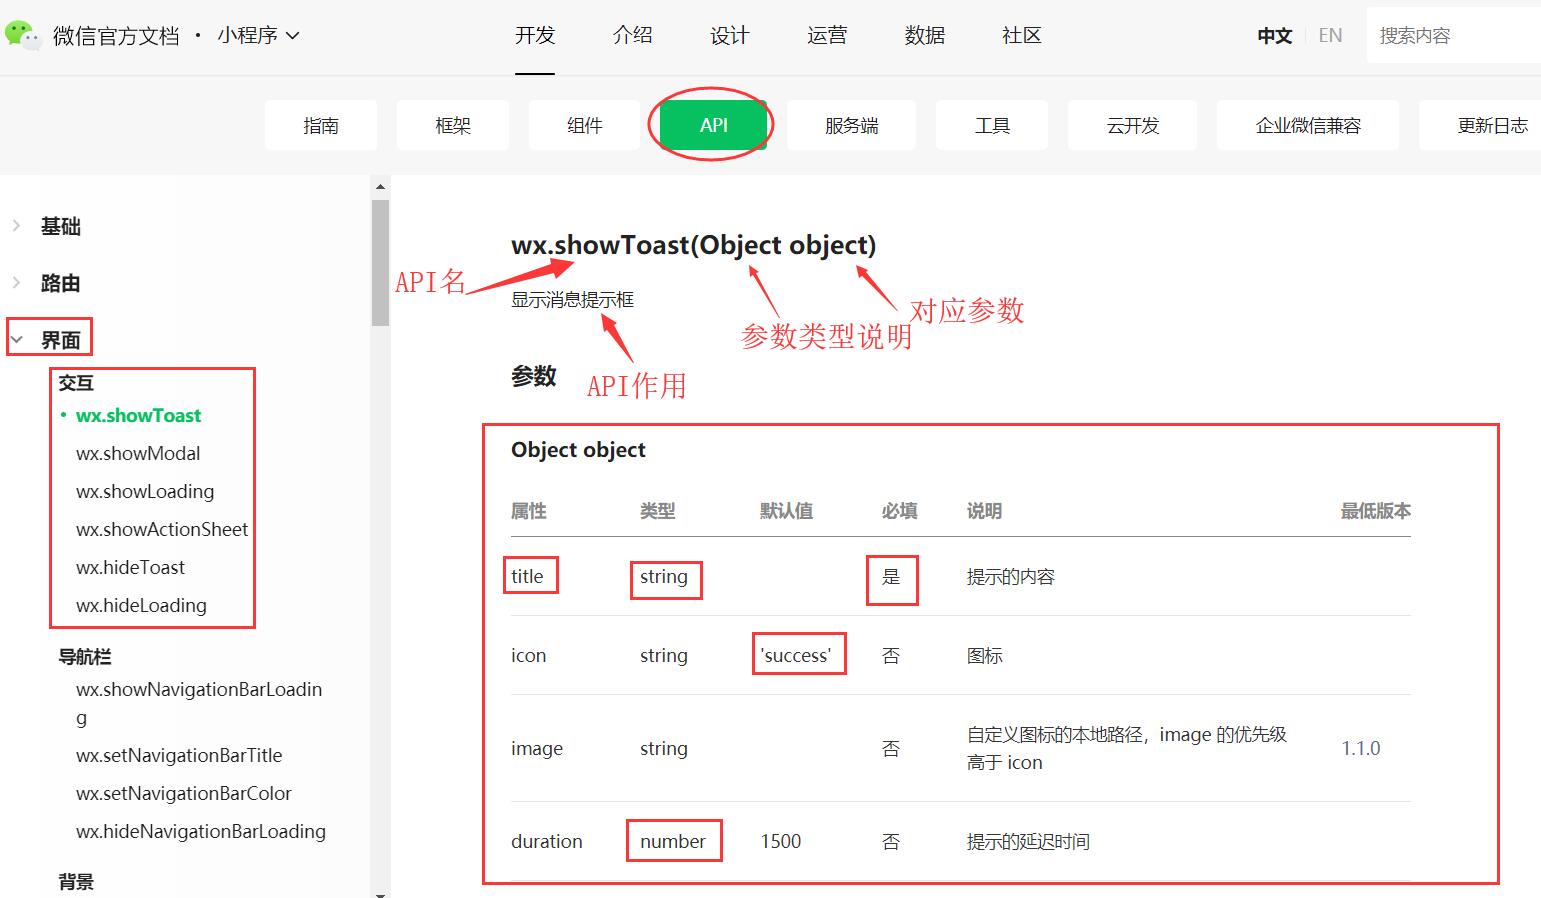 微信官方文档 · 小程序
开发 介绍 设计 运营 数据 社区
中文 EN 搜索内容
指南 框架 组件 API 服务端 工具 云开发 企业微信兼容 更新日志
基础
路由
界面
交互
wx.showToast
wx.showModal
wx.showLoading
wx.showActionSheet
wx.hideToast
wx.hideLoading
导航栏
wx.showNavigationBarLoadin
g
wx.setNavigationBarTitle
wx.setNavigationBarColor
wx.hideNavigationBarLoading
背景
wx.showToast(Object object)
API名
显示消息提示框
参数类型说明
对应参数
API作用
参数
Object object
属性 类型 默认值 必填 说明 最低版本
title string 是 提示的内容
icon string 'success' 否 图标
image string 否 自定义图标的本地路径，image 的优先级
高于 icon 1.1.0
duration number 1500 否 提示的延迟时间